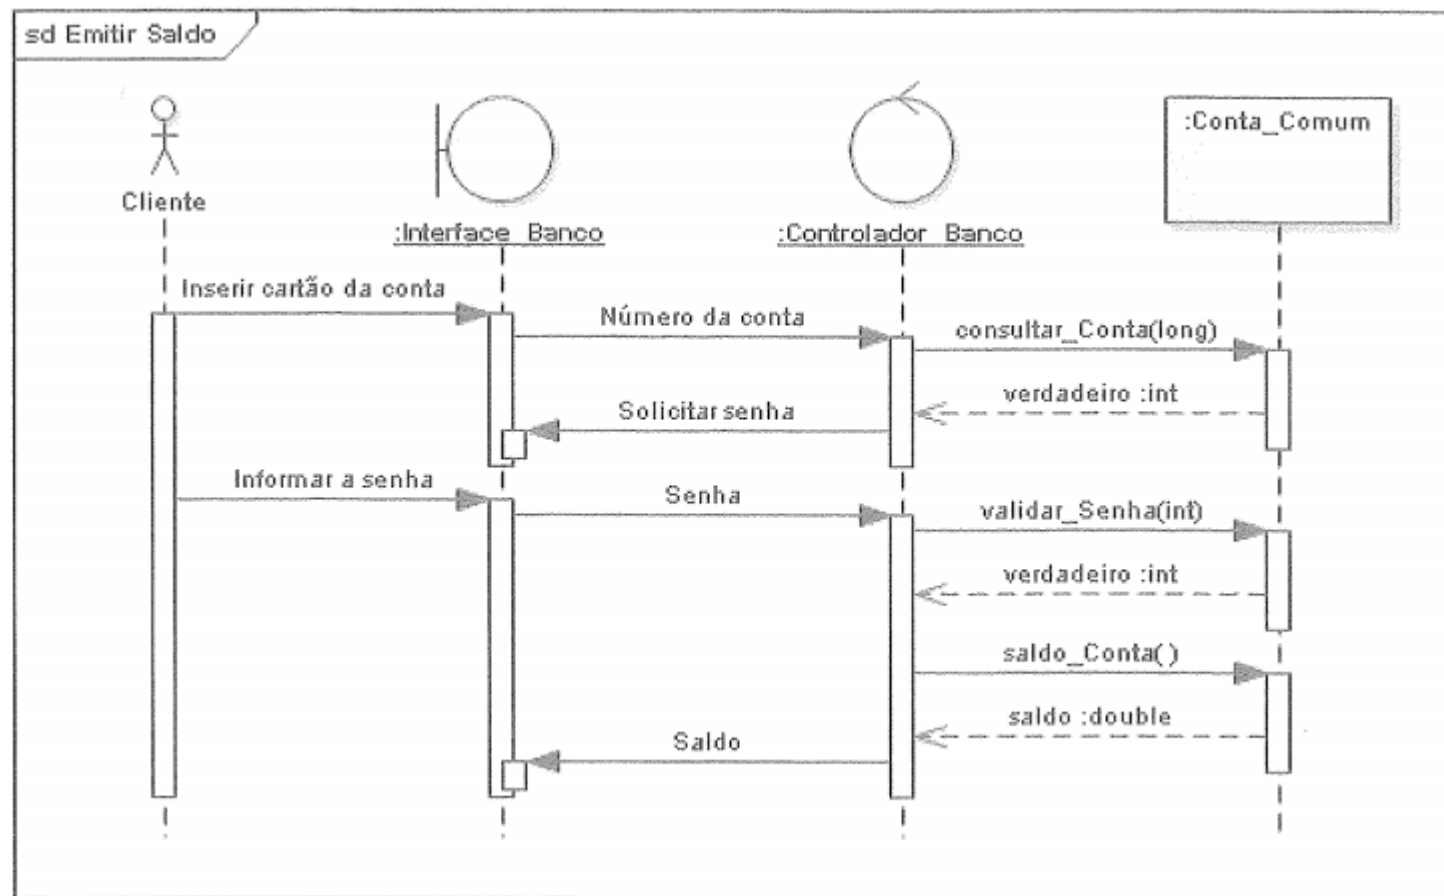 sd Emitir Saldo
:Conta_Comum
Cliente
:Interface_Banco
:Controlador_Banco
Inserir cartão da conta
Número da conta
consultar_Conta(long)
verdadeiro :int
Solicitar senha
Informar a senha
Senha
validar_Senha(int)
verdadeiro :int
saldo_Conta()
saldo :double
Saldo